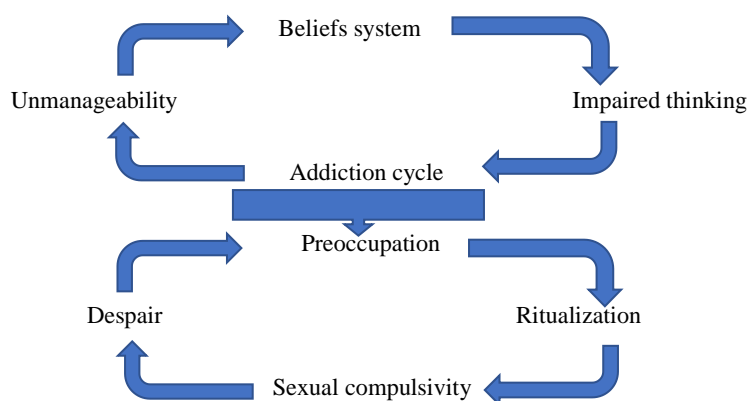 Beliefs system
Unmanageability
Impaired thinking
Addiction cycle
Preoccupation
Despair
Ritualization
Sexual compulsivity